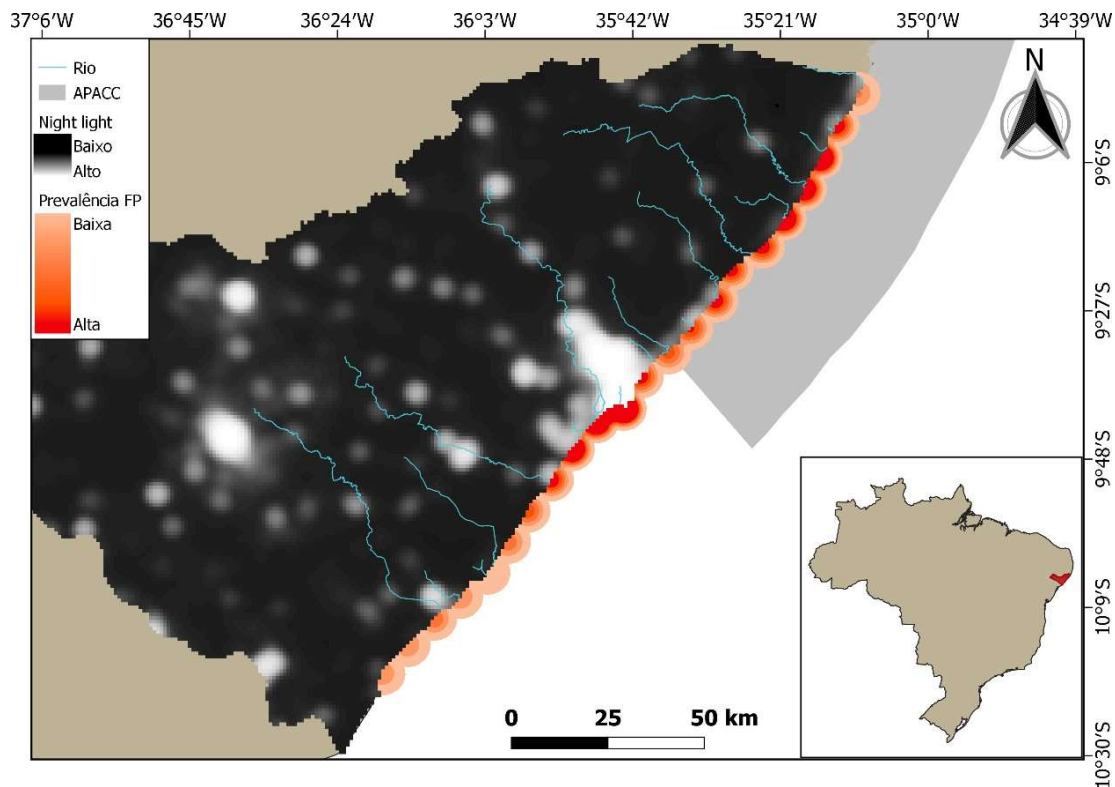 37°6'W 36°45'W 36°24'W 36°3'W 35°42'W 35°21'W 35°0'W 34°39'W
Rio
APACC
Night light
Baixo
Alto
Prevalência FP
Baixa
Alta
N
9°6'S
9°27'S
9°48'S
10°9'S
10°30'S
0 25 50 km